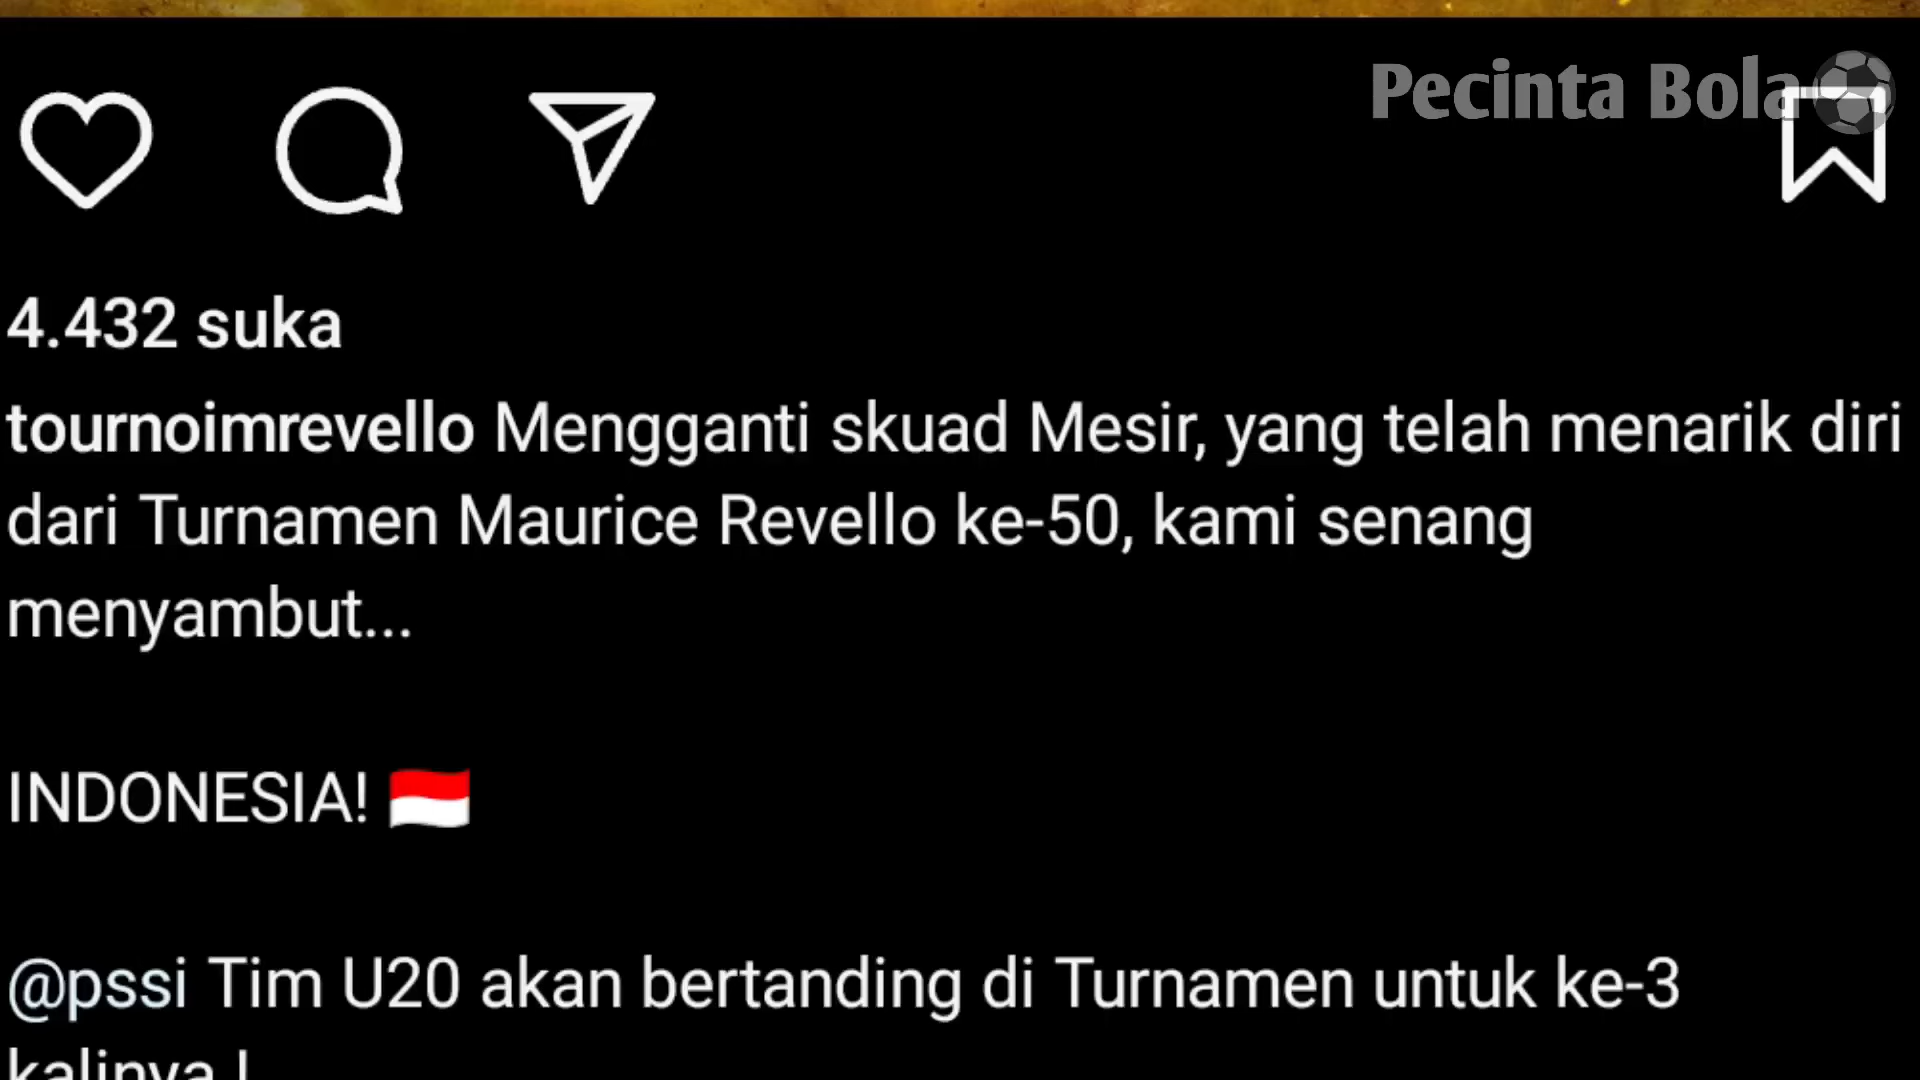 Pecinta Bola
4.432 suka
tournoimrevello Mengganti skuad Mesir, yang telah menarik diri
dari Turnamen Maurice Revello ke-50, kami senang
menyambut...
INDONESIA!
@pssi Tim U20 akan bertanding di Turnamen untuk ke-3
kalinya !